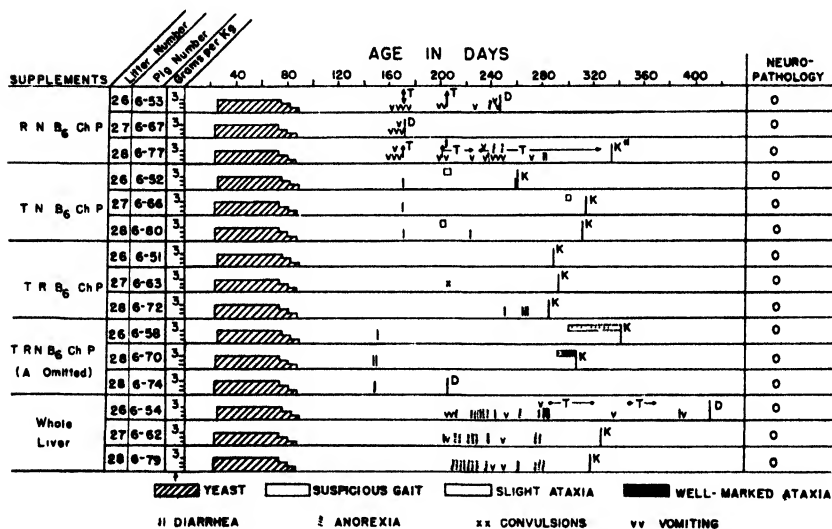 Litter Number
Pig Number
Grams per Kg
AGE IN DAYS
SUPPLEMENTS 40 80 120 160 200 240 280 320 360 400 NEURO-
PATHOLOGY
26 6-53 3 T T D O
R N B6 Ch P 27 6-67 3 D O
28 6-77 3 T T T K O
26 6-52 3 K O
T N B6 Ch P 27 6-66 3 K O
28 6-80 3 K O
26 6-51 3 K O
T R B6 Ch P 27 6-63 3 x K O
28 6-72 3 K O
26 6-58 3 K O
T R N B6 Ch P 28 6-70 3 K O
(A Omitted) 28 6-74 3 D O
26 6-54 3 T T D O
Whole 27 6-62 3 K O
Liver 28 6-79 3 K O
YEAST SUSPICIOUS GAIT SLIGHT ATAXIA WELL-MARKED ATAXIA
DIARRHEA ANOREXIA xx CONVULSIONS vv VOMITING